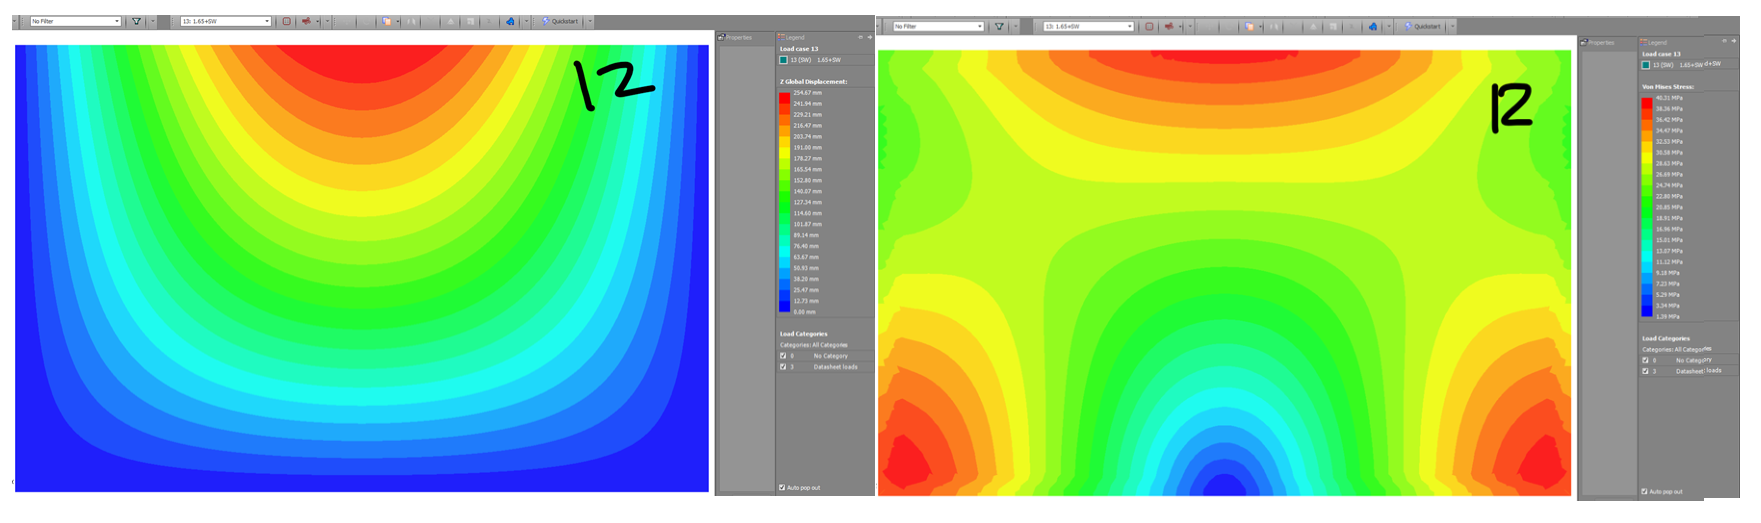 No Filter
13: 1.65+SW
Quickstart
Properties
Legend
Load case 13
13 (SW) 1.65+SW
Z Global Displacement:
254.67 mm
241.94 mm
229.21 mm
216.47 mm
203.74 mm
191.00 mm
178.27 mm
165.54 mm
152.80 mm
140.07 mm
127.34 mm
114.60 mm
101.87 mm
89.14 mm
76.40 mm
63.67 mm
50.93 mm
38.20 mm
25.47 mm
12.73 mm
0.00 mm
Load Categories
Categories: All Categories
8 No Category
3 Datasheet loads
Auto pop out
12
No Filter
13: 1.65+SW
Quickstart
Properties
Legend
Load case 13
13 (SW) 1.65+SW d+SW
Von Mises Stress:
40.31 MPa
38.36 MPa
36.42 MPa
34.47 MPa
32.53 MPa
30.58 MPa
28.63 MPa
26.69 MPa
24.74 MPa
22.80 MPa
20.85 MPa
18.91 MPa
16.96 MPa
15.01 MPa
13.07 MPa
11.12 MPa
9.18 MPa
7.23 MPa
5.29 MPa
3.34 MPa
1.39 MPa
Load Categories
Categories: All Categories
8 No Category
3 Datasheet loads
Auto pop out
12